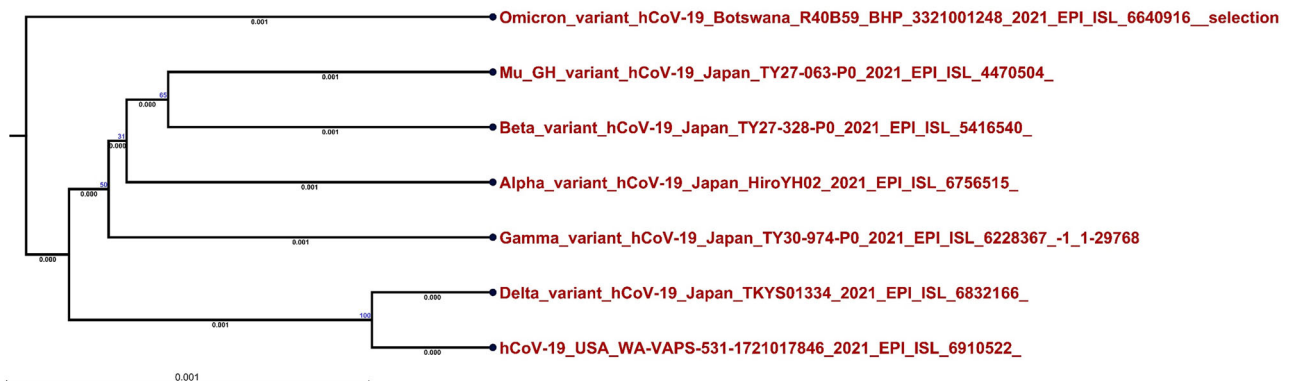 0.001
Omicron_variant_hCoV-19_Botswana_R40B59_BHP_3321001248_2021_EPI_ISL_6640916__selection
0.001
Mu_GH_variant_hCoV-19_Japan_TY27-063-P0_2021_EPI_ISL_4470504_
65
0.000
0.001
Beta_variant_hCoV-19_Japan_TY27-328-P0_2021_EPI_ISL_5416540_
31
0.000
0.001
Alpha_variant_hCoV-19_Japan_HiroYH02_2021_EPI_ISL_6756515_
50
0.000
0.001
Gamma_variant_hCoV-19_Japan_TY30-974-P0_2021_EPI_ISL_6228367_-1_1-29768
0.000
0.000
Delta_variant_hCoV-19_Japan_TKYS01334_2021_EPI_ISL_6832166_
100
0.001
0.000
hCoV-19_USA_WA-VAPS-531-1721017846_2021_EPI_ISL_6910522_
0.001